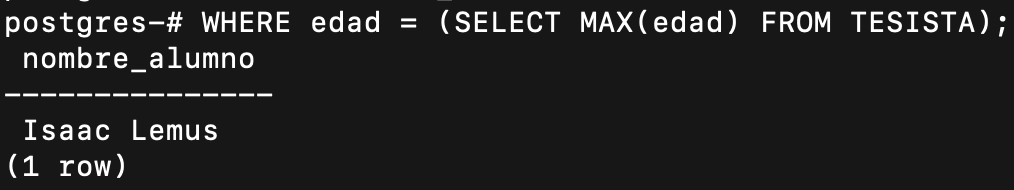 postgres-# WHERE edad = (SELECT MAX(edad) FROM TESISTA);
 nombre_alumno
---------------
 Isaac Lemus
(1 row)